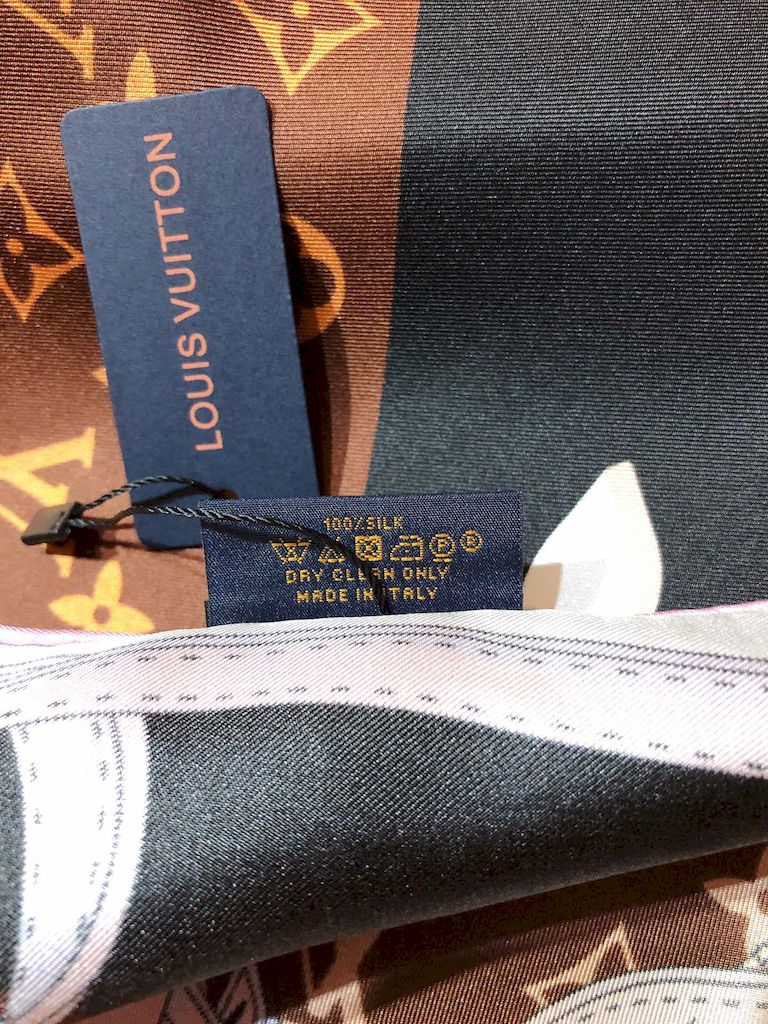 LOUIS VUITTON
100%SILK
DRY CLEAN ONLY
MADE IN ITALY